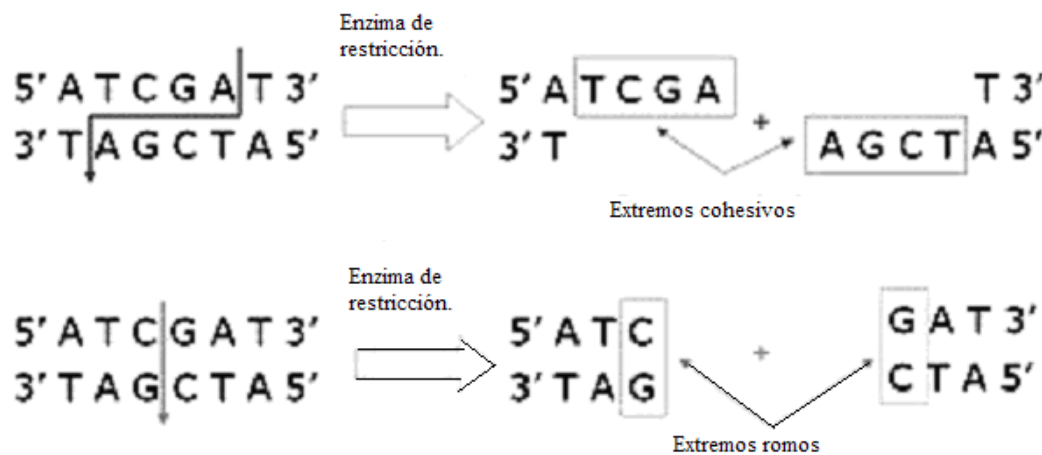 Enzima de
restricción.
5' A T C G A T 3'
3' T A G C T A 5'
5' A T C G A
3' T
+
T 3'
A G C T A 5'
Extremos cohesivos
Enzima de
restricción.
5' A T C G A T 3'
3' T A G C T A 5'
5' A T C
3' T A G
+
G A T 3'
C T A 5'
Extremos romos